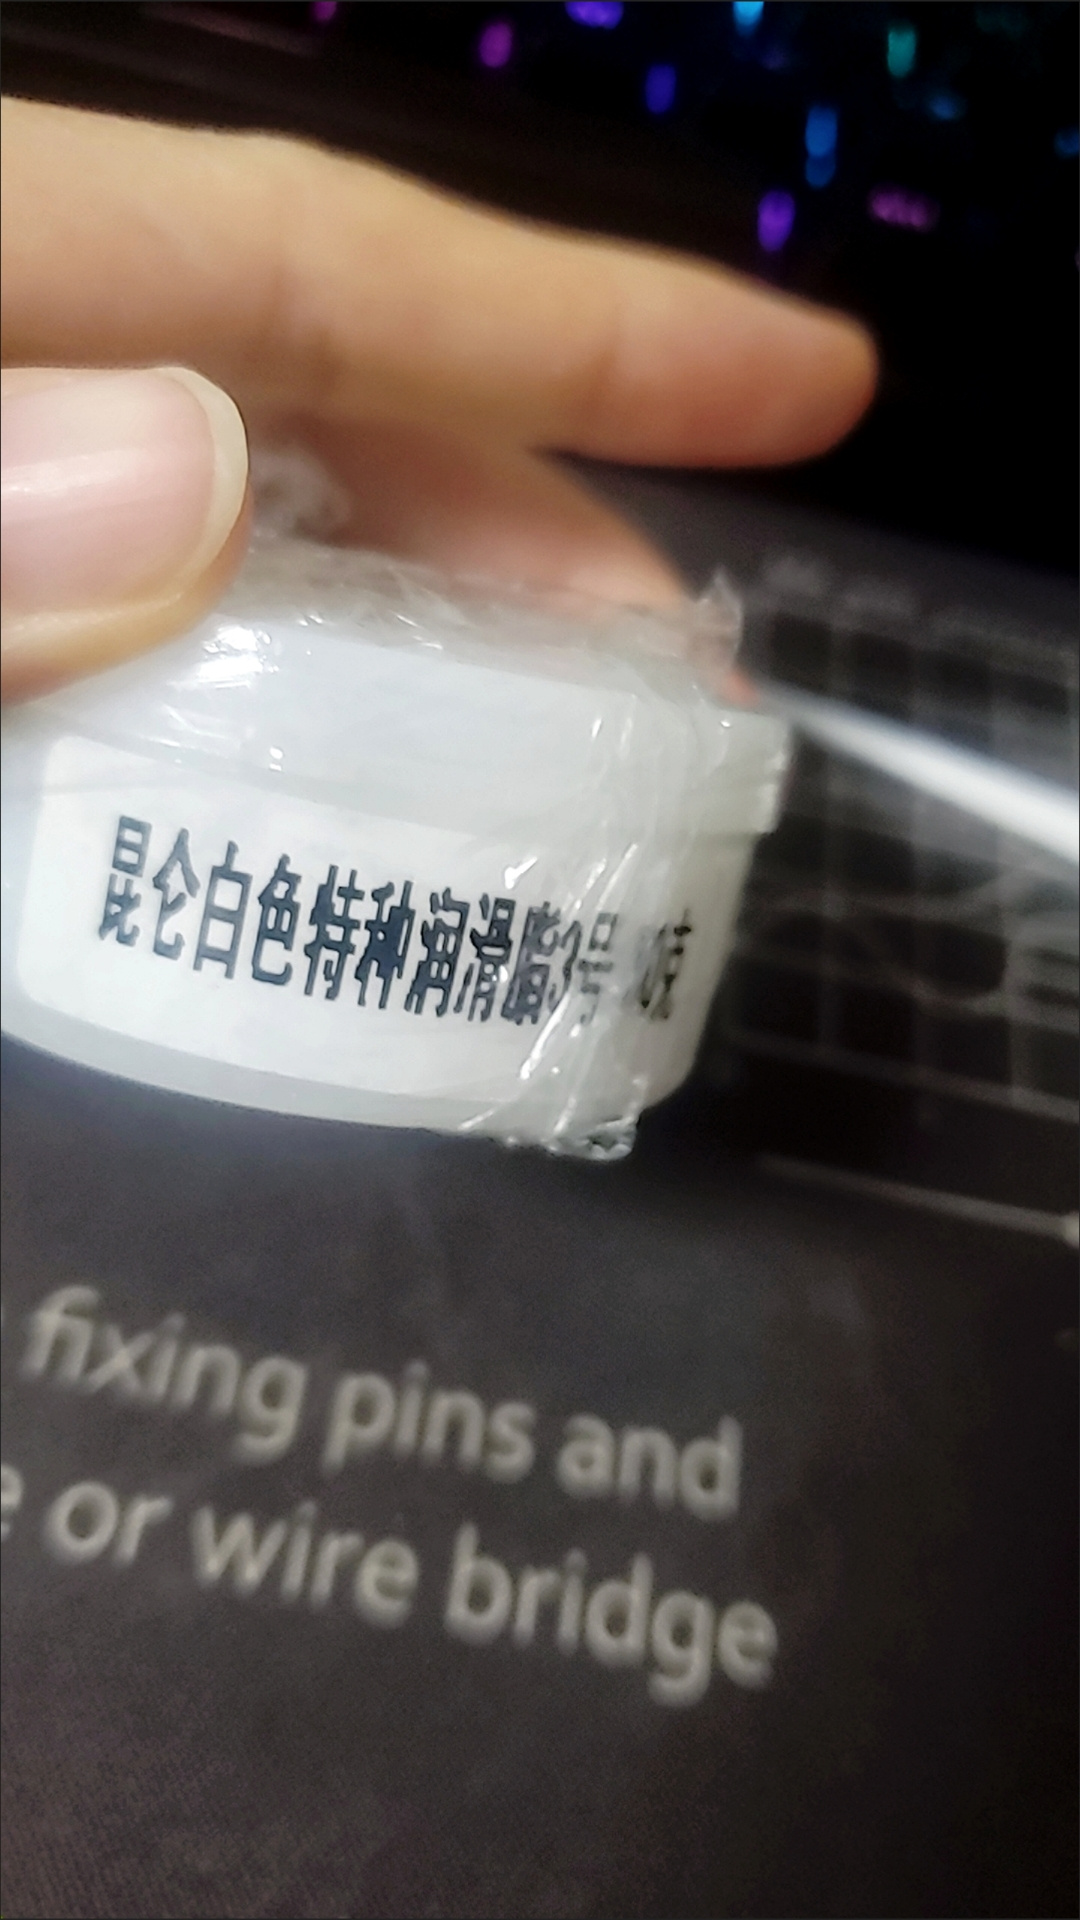 昆仑白色特种润滑脂3号
fixing pins and
or wire bridge